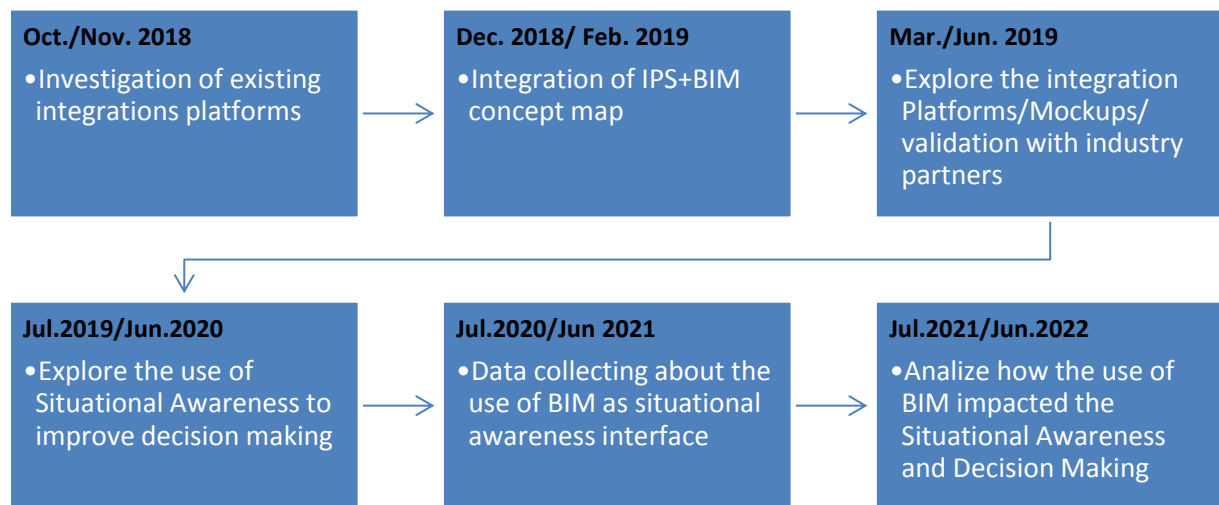 Oct./Nov. 2018
•Investigation of existing
integrations platforms
Dec. 2018/ Feb. 2019
•Integration of IPS+BIM
concept map
Mar./Jun. 2019
•Explore the integration
Platforms/Mockups/
validation with industry
partners
Jul.2019/Jun.2020
•Explore the use of
Situational Awareness to
improve decision making
Jul.2020/Jun 2021
•Data collecting about the
use of BIM as situational
awareness interface
Jul.2021/Jun.2022
•Analize how the use of
BIM impacted the
Situational Awareness
and Decision Making